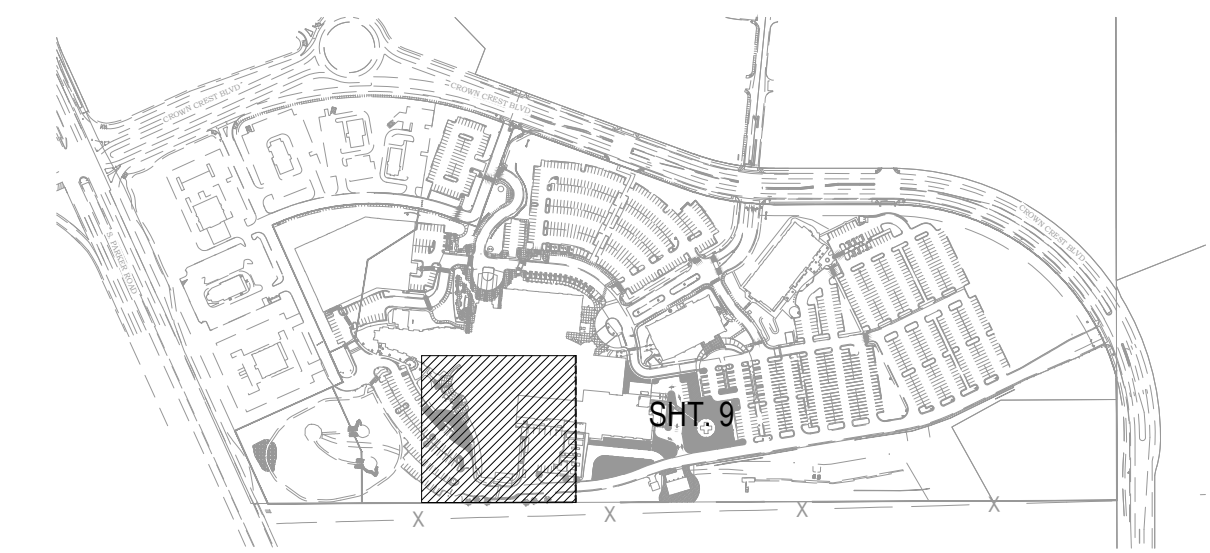 CROWN CREST BLVD
CROWN CREST BLVD
CROWN CREST BLVD
S. PARKER ROAD
SHT. 9
X X X X